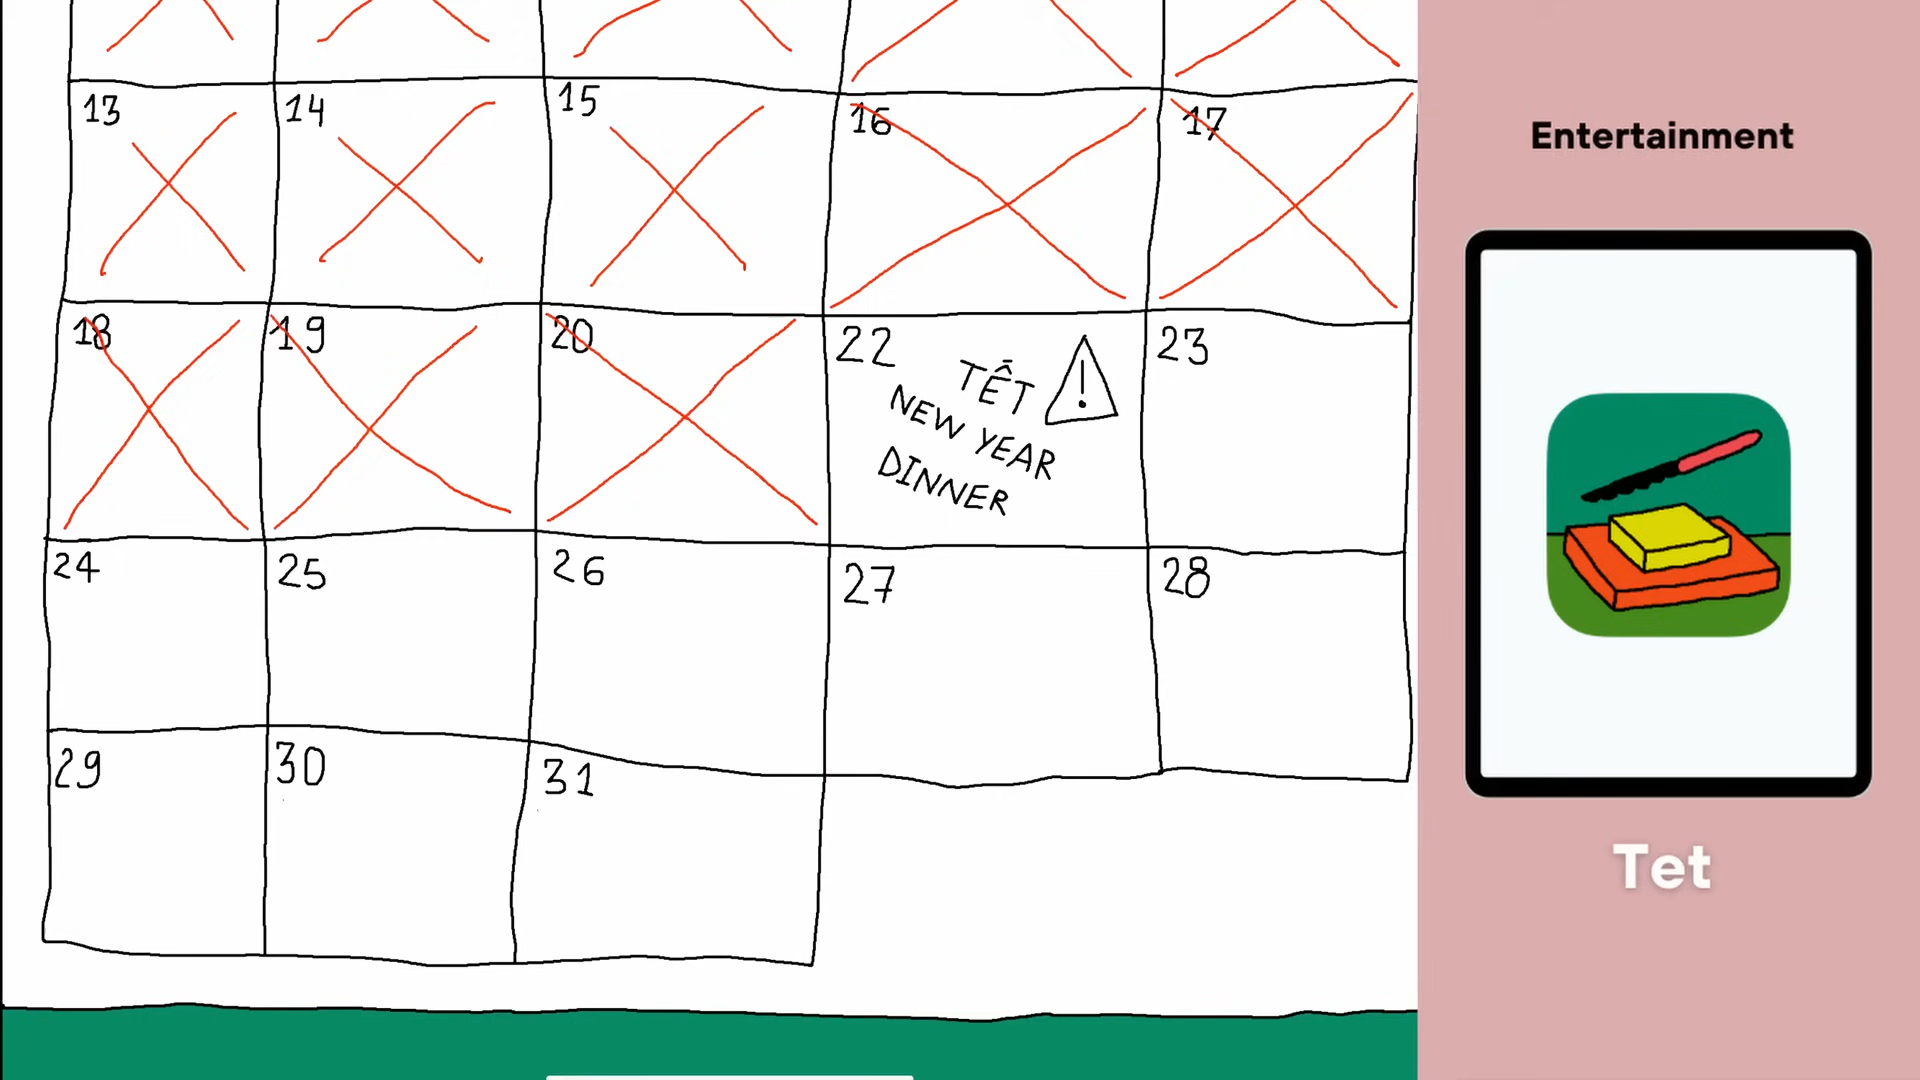 13 14 15 16 17
18 19 20 22 23
TẾT
NEW YEAR
DINNER
!
24 25 26 27 28
29 30 31
Entertainment
Tet